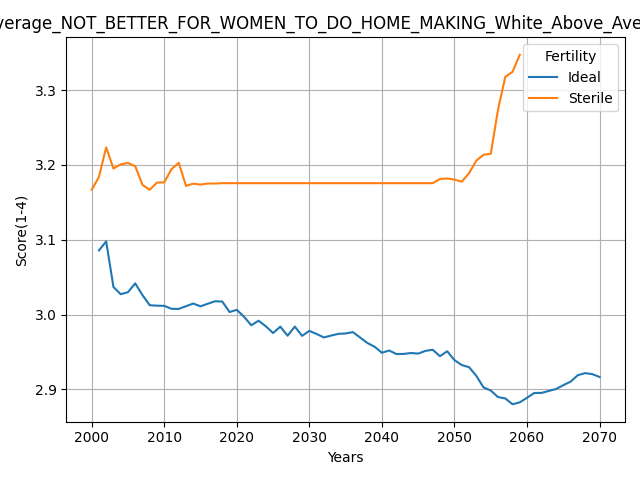 verage_NOT_BETTER_FOR_WOMEN_TO_DO_HOME_MAKING_White_Above_Ave
Fertility
Ideal
Sterile
3.3
3.2
3.1
3.0
2.9
Score(1-4)
2000 2010 2020 2030 2040 2050 2060 2070
Years